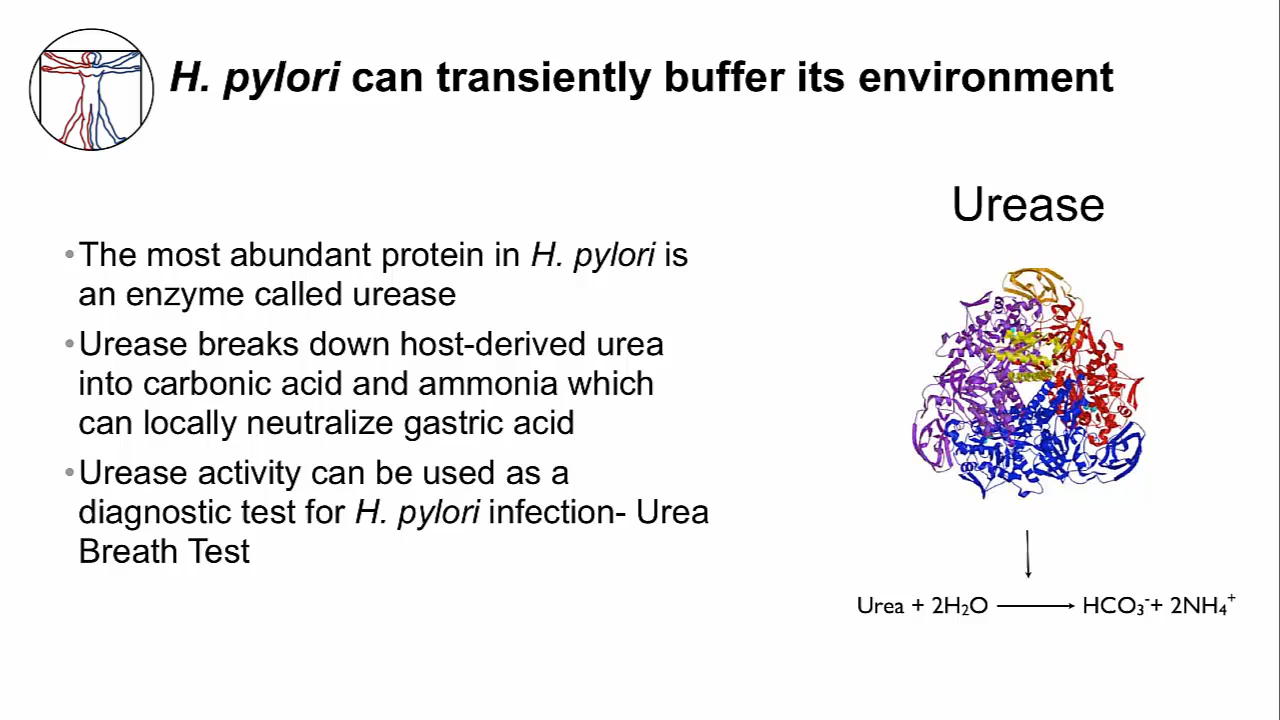 H. pylori can transiently buffer its environment
Urease
•The most abundant protein in H. pylori is
an enzyme called urease
•Urease breaks down host-derived urea
into carbonic acid and ammonia which
can locally neutralize gastric acid
•Urease activity can be used as a
diagnostic test for H. pylori infection- Urea
Breath Test
Urea + 2H₂O ⟶ HCO₃⁻+ 2NH₄⁺